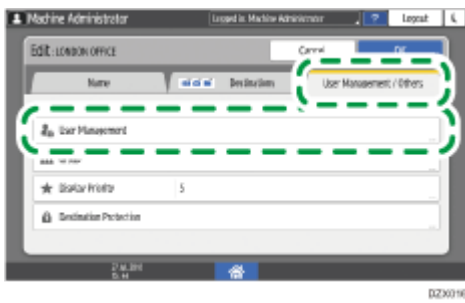 Machine Administrator Logged in: Machine Administrator ? Logout
Edit : LONDON OFFICE Cancel OK
Name Destinations User Management / Others
User Management
Display Priority 5
Destination Protection
DZX016